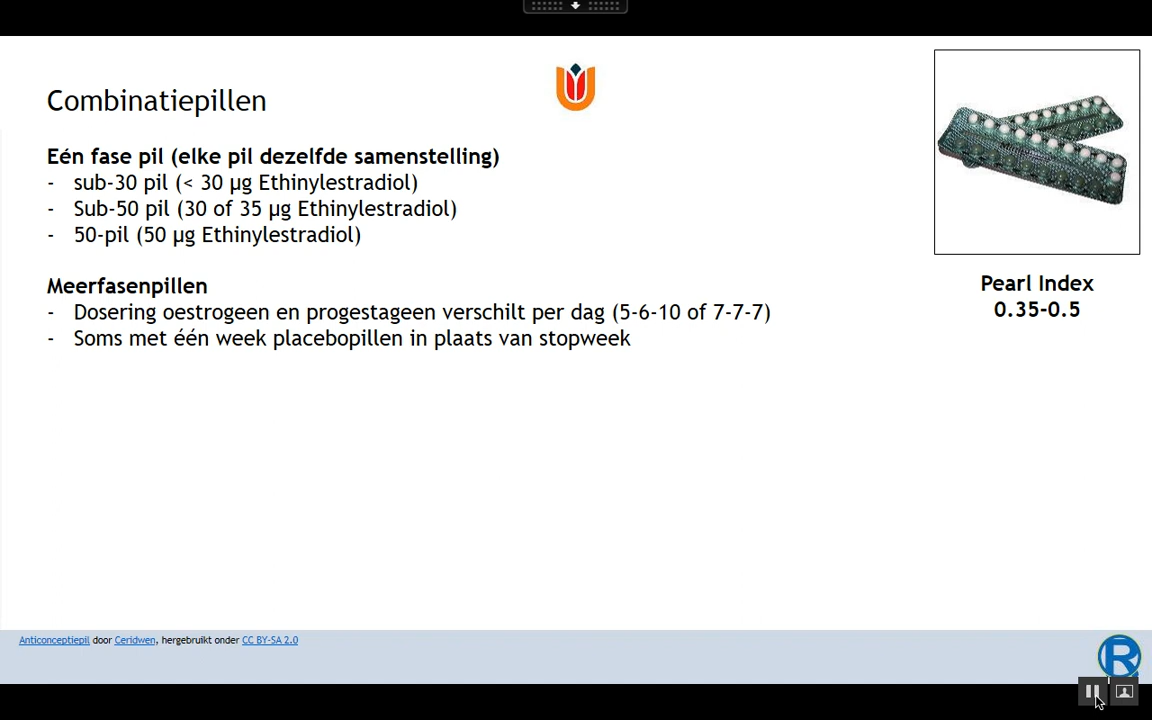 Combinatiepillen
Eén fase pil (elke pil dezelfde samenstelling)
- sub-30 pil (< 30 µg Ethinylestradiol)
- Sub-50 pil (30 of 35 µg Ethinylestradiol)
- 50-pil (50 µg Ethinylestradiol)
Meerfasenpillen
- Dosering oestrogeen en progestageen verschilt per dag (5-6-10 of 7-7-7)
- Soms met één week placebopillen in plaats van stopweek
Pearl Index
0.35-0.5
Anticonceptiepil door Ceridwen, hergebruikt onder CC BY-SA 2.0
R